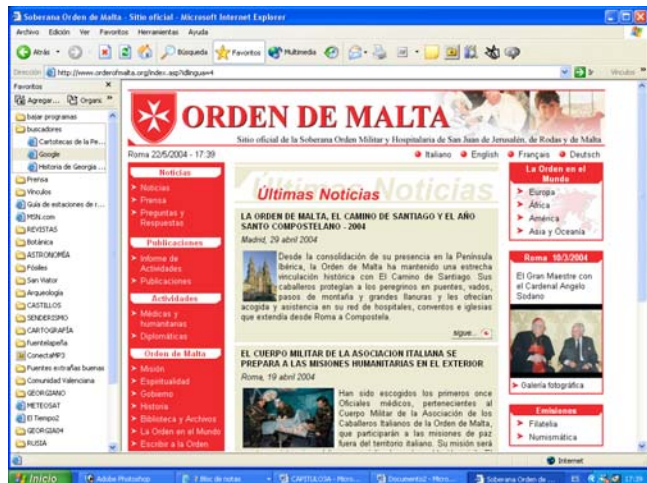 Soberana Orden de Malta - Sitio oficial - Microsoft Internet Explorer
Archivo Edición Ver Favoritos Herramientas Ayuda
Atrás Búsqueda Favoritos Multimedia
Dirección http://www.orderofmalta.org/index.asp?idlingua=4 Ir Vínculos
Favoritos
Agregar... Organi.
bajar programas
buscadores
Cartotecas de la Pe...
Google
Historia de Georgia ...
Prensa
Vínculos
Guía de estaciones de r...
MSN.com
REVISTAS
Botánica
ASTRONOMÍA
Fósiles
San Viator
Arqueología
CASTILLOS
SENDERISMO
CARTOGRAFÍA
fuentelapeña
ConectaMP3
Puentes extrañas buenas
Comunidad Valenciana
GEORGIANO
METEOSAT
El Tiempo2
GEORGIA04
RUSIA
ORDEN DE MALTA
Sitio oficial de la Soberana Orden Militar y Hospitalaria de San Juan de Jerusalén, de Rodas y de Malta
Roma 22/5/2004 - 17:39
Italiano English Français Deutsch
Noticias
Noticias
Prensa
Preguntas y
Respuestas
Publicaciones
Informe de
Actividades
Publicaciones
Actividades
Médicas y
humanitarias
Diplomáticas
Orden de Malta
Misión
Espiritualidad
Gobierno
Historia
Biblioteca y Archivos
La Orden en el Mundo
Escribir a la Orden
Últimas Noticias
Últimas Noticias
LA ORDEN DE MALTA, EL CAMINO DE SANTIAGO Y EL AÑO
SANTO COMPOSTELANO - 2004
Madrid, 29 abril 2004
Desde la consolidación de su presencia en la Península
Ibérica, la Orden de Malta ha mantenido una estrecha
vinculación histórica con El Camino de Santiago. Sus
caballeros protegían a los peregrinos en puentes, vados,
pasos de montaña y grandes llanuras y les ofrecían
acogida y asistencia en su red de hospitales, conventos e iglesias
que extendía desde Roma a Compostela.
sigue...
EL CUERPO MILITAR DE LA ASOCIACIÓN ITALIANA SE
PREPARA A LAS MISIONES HUMANITARIAS EN EL EXTERIOR
Roma, 19 abril 2004
Han sido escogidos los primeros once
Oficiales médicos, pertenecientes al
Cuerpo Militar de la Asociación de los
Caballeros Italianos de la Orden de Malta,
que participarán a las misiones de paz
fuera del territorio italiano. Su misión será
La Orden en el
Mundo
Europa
África
América
Asia y Oceanía
Roma 10/3/2004
El Gran Maestre con
el Cardenal Angelo
Sodano
Galería fotográfica
Emisiones
Filatelia
Numismática
Internet
Inicio Adobe Photoshop 2 Bloc de notas CAPITULO3A - Micro... Documento2 - Micro... Soberana Orden de ... ES 17:39